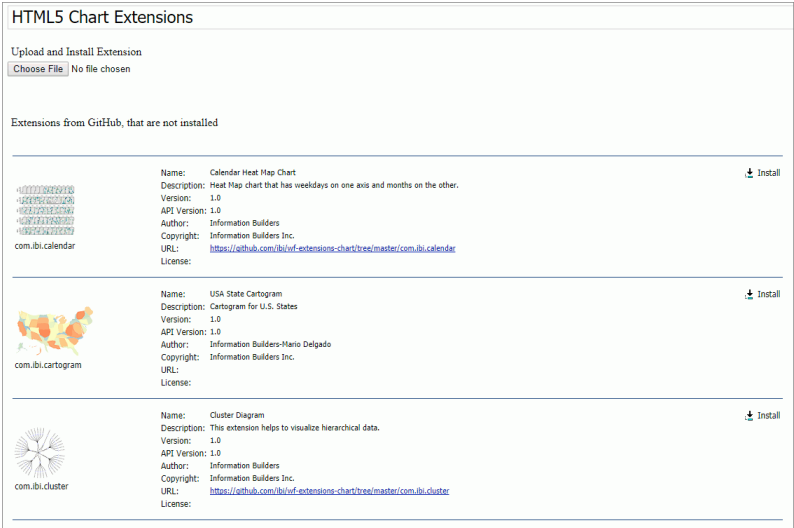 HTML5 Chart Extensions
Upload and Install Extension
Choose File No file chosen
Extensions from GitHub, that are not installed
com.ibi.calendar
Name: Calendar Heat Map Chart
Description: Heat Map chart that has weekdays on one axis and months on the other.
Version: 1.0
API Version: 1.0
Author: Information Builders
Copyright: Information Builders Inc.
URL: https://github.com/ibi/wf-extensions-chart/tree/master/com.ibi.calendar
License:
Install
com.ibi.cartogram
Name: USA State Cartogram
Description: Cartogram for U.S. States
Version: 1.0
API Version: 1.0
Author: Information Builders-Mario Delgado
Copyright: Information Builders Inc.
URL:
License:
Install
com.ibi.cluster
Name: Cluster Diagram
Description: This extension helps to visualize hierarchical data.
Version: 1.0
API Version: 1.0
Author: Information Builders
Copyright: Information Builders Inc.
URL: https://github.com/ibi/wf-extensions-chart/tree/master/com.ibi.cluster
License:
Install